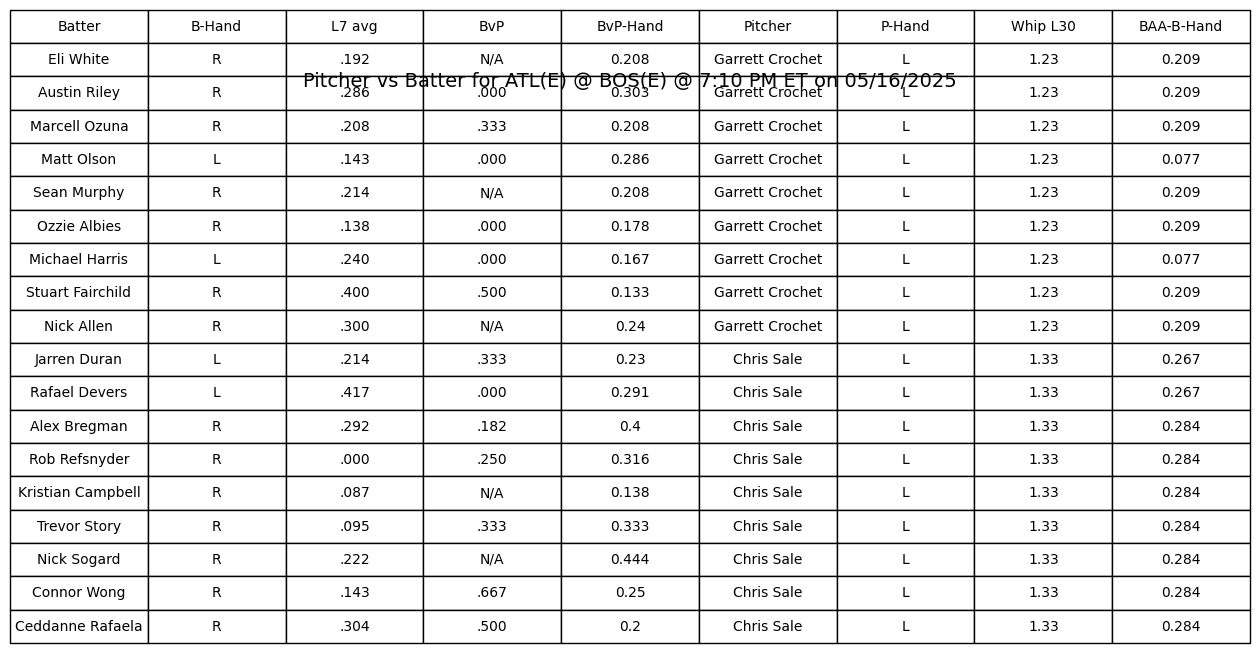 Batter B-Hand L7 avg BvP BvP-Hand Pitcher P-Hand Whip L30 BAA-B-Hand
Eli White R .192 N/A 0.208 Garrett Crochet L 1.23 0.209
Pitcher vs Batter for ATL(E) @ BOS(E) @ 7:10 PM ET on 05/16/2025
Austin Riley R .286 .000 0.303 Garrett Crochet L 1.23 0.209
Marcell Ozuna R .208 .333 0.208 Garrett Crochet L 1.23 0.209
Matt Olson L .143 .000 0.286 Garrett Crochet L 1.23 0.077
Sean Murphy R .214 N/A 0.208 Garrett Crochet L 1.23 0.209
Ozzie Albies R .138 .000 0.178 Garrett Crochet L 1.23 0.209
Michael Harris L .240 .000 0.167 Garrett Crochet L 1.23 0.077
Stuart Fairchild R .400 .500 0.133 Garrett Crochet L 1.23 0.209
Nick Allen R .300 N/A 0.24 Garrett Crochet L 1.23 0.209
Jarren Duran L .214 .333 0.23 Chris Sale L 1.33 0.267
Rafael Devers L .417 .000 0.291 Chris Sale L 1.33 0.267
Alex Bregman R .292 .182 0.4 Chris Sale L 1.33 0.284
Rob Refsnyder R .000 .250 0.316 Chris Sale L 1.33 0.284
Kristian Campbell R .087 N/A 0.138 Chris Sale L 1.33 0.284
Trevor Story R .095 .333 0.333 Chris Sale L 1.33 0.284
Nick Sogard R .222 N/A 0.444 Chris Sale L 1.33 0.284
Connor Wong R .143 .667 0.25 Chris Sale L 1.33 0.284
Ceddanne Rafaela R .304 .500 0.2 Chris Sale L 1.33 0.284